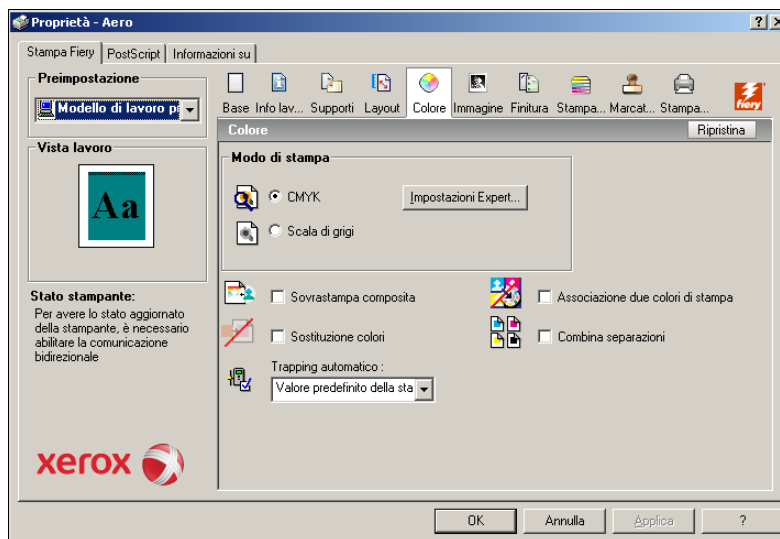 Proprietà - Aero
Stampa Fiery
PostScript
Informazioni su
Preimpostazione
Modello di lavoro p
Vista lavoro
Aa
Stato stampante:
Per avere lo stato aggiornato
della stampante, è necessario
abilitare la comunicazione
bidirezionale
xerox
Base
Info lav...
Supporti
Layout
Colore
Immagine
Finitura
Stampa...
Marcat...
Stampa...
fiery
Colore
Ripristina
Modo di stampa
CMYK
Impostazioni Expert...
Scala di grigi
Sovrastampa composita
Associazione due colori di stampa
Sostituzione colori
Combina separazioni
Trapping automatico :
Valore predefinito della sta
OK
Annulla
Applica
?